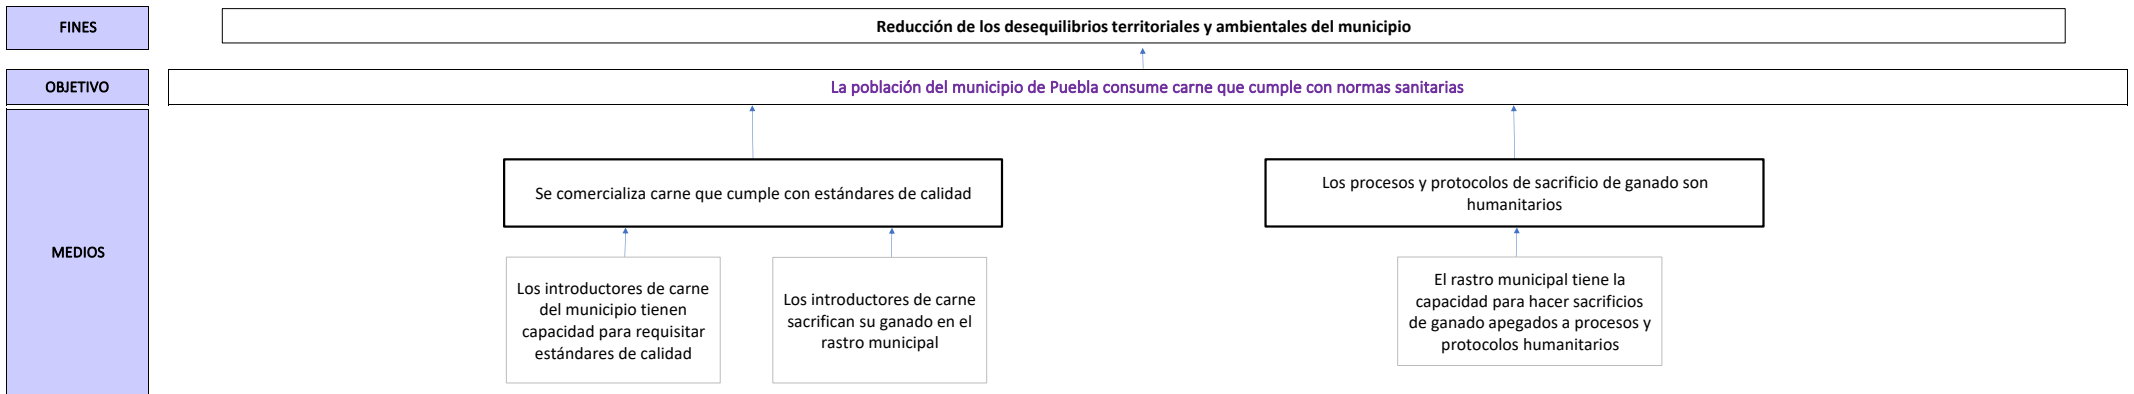 FINES
Reducción de los desequilibrios territoriales y ambientales del municipio
OBJETIVO
La población del municipio de Puebla consume carne que cumple con normas sanitarias
MEDIOS
Se comercializa carne que cumple con estándares de calidad
Los procesos y protocolos de sacrificio de ganado son
humanitarios
Los introductores de carne
del municipio tienen
capacidad para requisitar
estándares de calidad
Los introductores de carne
sacrifican su ganado en el
rastro municipal
El rastro municipal tiene la
capacidad para hacer sacrificios
de ganado apegados a procesos y
protocolos humanitarios